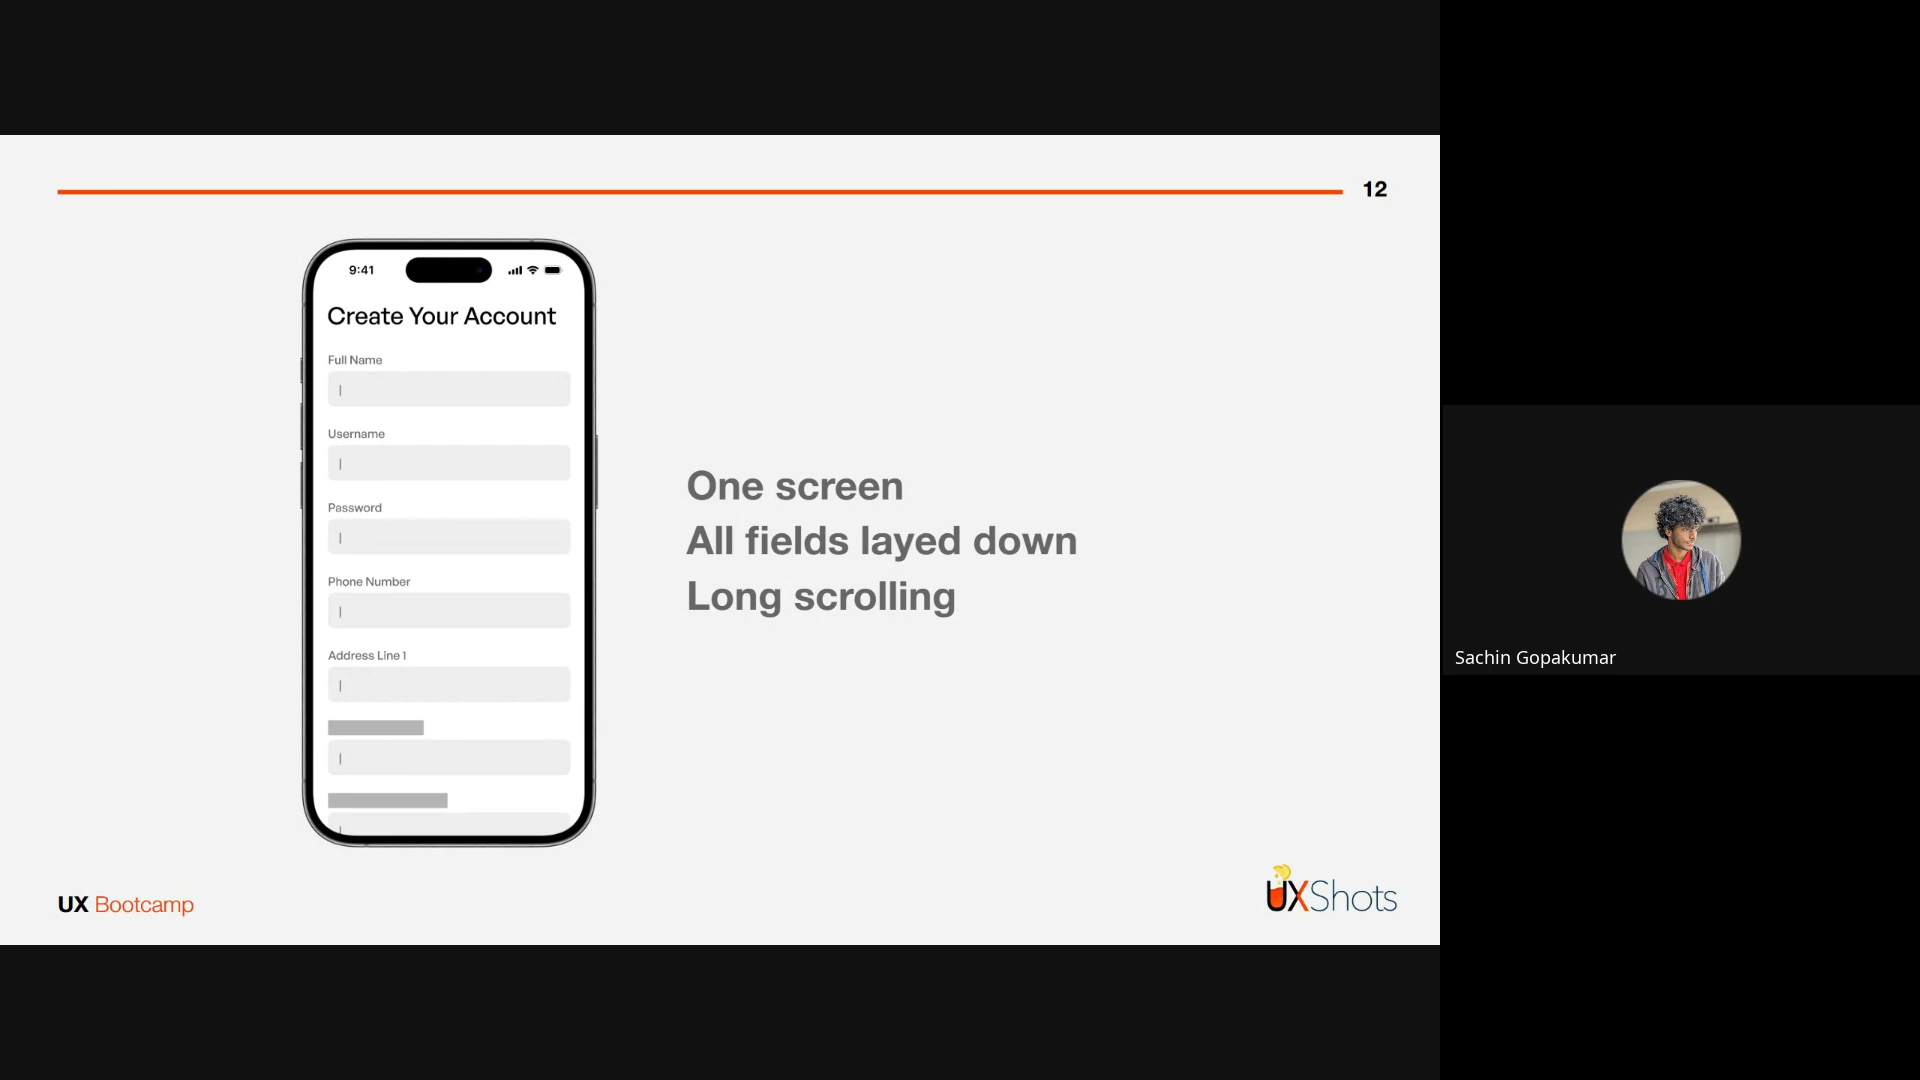 12
9:41
Create Your Account
Full Name
Username
Password
Phone Number
Address Line 1
One screen
All fields layed down
Long scrolling
UX Bootcamp
UXShots
Sachin Gopakumar